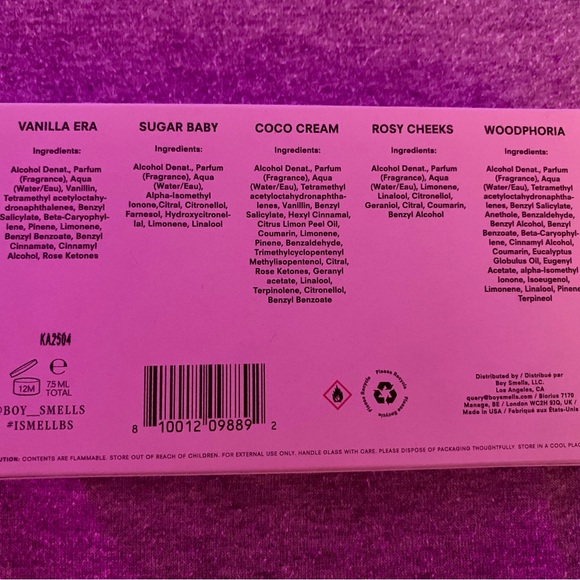 VANILLA ERA
Ingredients:
Alcohol Denat., Parfum
(Fragrance), Aqua
(Water/Eau), Vanillin,
Tetramethyl acetyloctahy-
dronaphthalenes, Benzyl
Salicylate, Beta-Caryophyl-
lene, Pinene, Limonene,
Benzyl Benzoate, Benzyl
Cinnamate, Cinnamyl
Alcohol, Rose Ketones
SUGAR BABY
Ingredients:
Alcohol Denat., Parfum
(Fragrance), Aqua
(Water/Eau),
Alpha-Isomethyl
Ionone,Citral, Citronellol,
Farnesol, Hydroxycitronel-
lal, Limonene, Linalool
COCO CREAM
Ingredients:
Alcohol Denat., Parfum
(Fragrance), Aqua
(Water/Eau), Tetramethyl
acetyloctahydronaphtha-
lenes, Vanillin, Benzyl
Salicylate, Hexyl Cinnamal,
Citrus Limon Peel Oil,
Coumarin, Limonene,
Pinene, Benzaldehyde,
Trimethylcyclopentenyl
Methylisopentenol, Citral,
Rose Ketones, Geranyl
acetate, Linalool,
Terpineol, Citronellol,
Benzyl Benzoate
ROSY CHEEKS
Ingredients:
Alcohol Denat., Parfum
(Fragrance), Aqua
(Water/Eau), Limonene,
Linalool, Citronellol,
Geraniol, Citral, Coumarin,
Benzyl Alcohol
WOODPHORIA
Ingredients:
Alcohol Denat., Parfum
(Fragrance), Aqua
(Water/Eau), Tetramethyl
acetyloctahydronaphtha-
lenes, Benzyl Salicylate,
Anethole, Benzaldehyde,
Benzyl Alcohol, Benzyl
Benzoate, Beta-Caryophyl-
lene, Cinnamyl Alcohol,
Coumarin, Eucalyptus
Globulus Oil, Eugenyl
Acetate, alpha-Isomethyl
Ionone, Isoeugenol,
Limonene, Linalool, Pinene
Terpineol
KA2504
12M
7.5 ML
TOTAL
@BOY__SMELLS
#ISMELLBS
8 10012 09889 2
Please Recycle
Please Recycle
Please Recycle
Distributed by / Distribué par
Boy Smells, LLC.
Los Angeles, CA
query@boysmells.com / Biorius 7170
Manage, BE / London WC2H 9JQ, UK
Made in USA / Fabriqué aux États-Unis
CAUTION: CONTENTS ARE FLAMMABLE. STORE OUT OF REACH OF CHILDREN. FOR EXTERNAL USE ONLY. HANDLE GLASS WITH CARE. PLEASE DISPOSE OF PACKAGING THOUGHTFULLY. STORE IN A COOL PLA